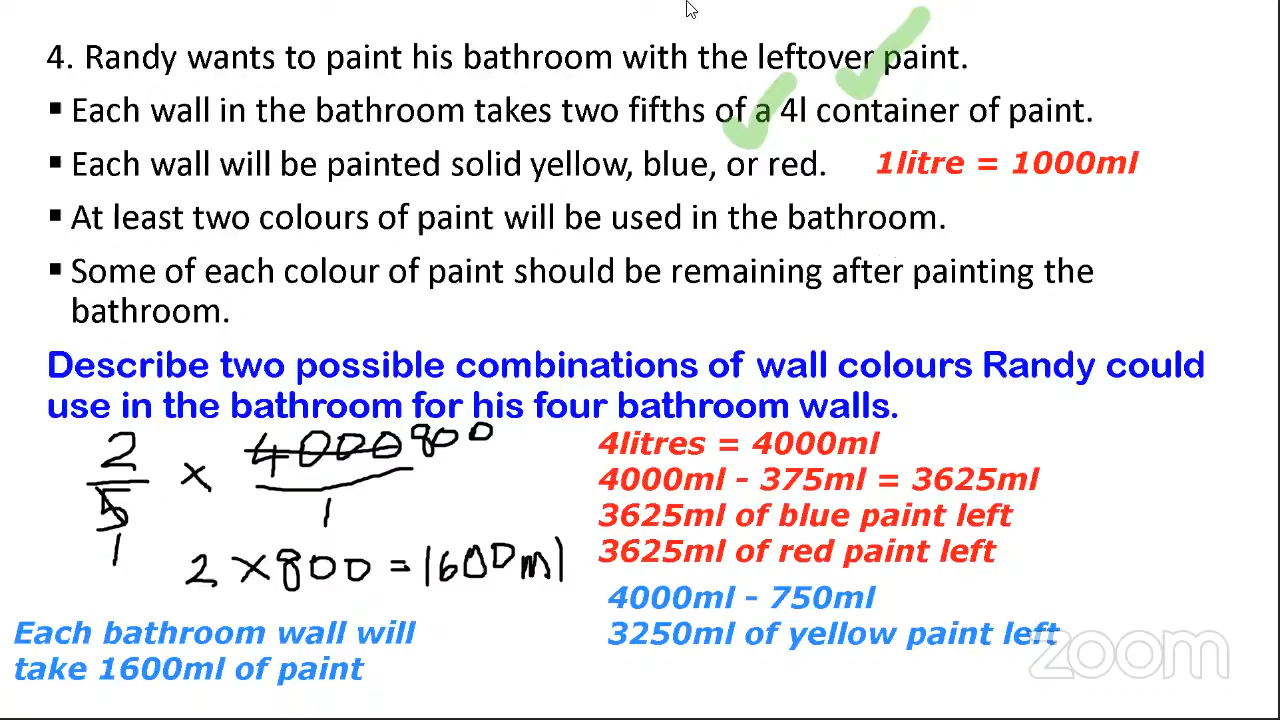 4. Randy wants to paint his bathroom with the leftover paint.
▪ Each wall in the bathroom takes two fifths of a 4l container of paint.
▪ Each wall will be painted solid yellow, blue, or red.
1litre = 1000ml
▪ At least two colours of paint will be used in the bathroom.
▪ Some of each colour of paint should be remaining after painting the
bathroom.
Describe two possible combinations of wall colours Randy could
use in the bathroom for his four bathroom walls.
2/5 × 4000/1 800
1
2 × 800 = 1600ml
Each bathroom wall will
take 1600ml of paint
4litres = 4000ml
4000ml - 375ml = 3625ml
3625ml of blue paint left
3625ml of red paint left
4000ml - 750ml
3250ml of yellow paint left
zoom